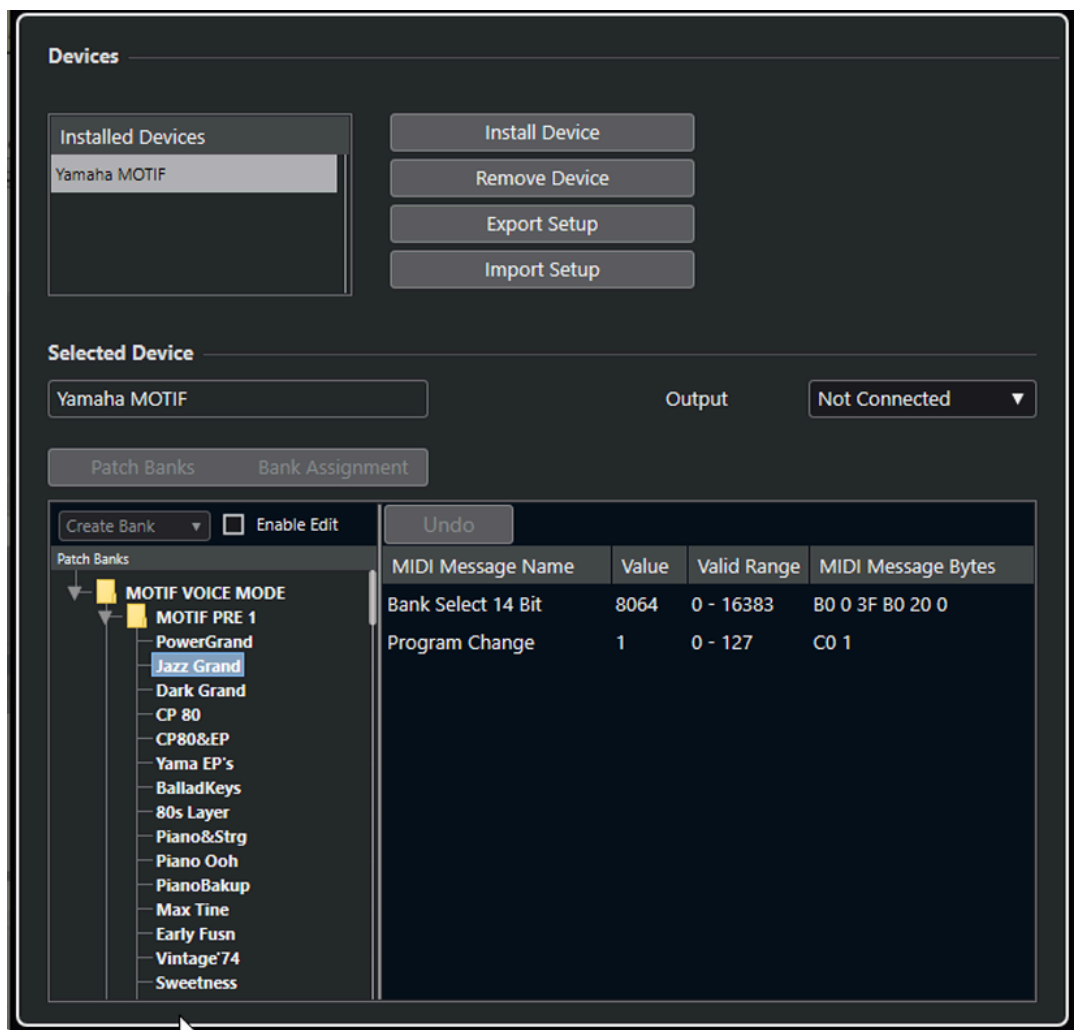 Devices
Installed Devices
Yamaha MOTIF
Install Device
Remove Device
Export Setup
Import Setup
Selected Device
Yamaha MOTIF
Output
Not Connected
Patch Banks
Bank Assignment
Create Bank
Enable Edit
Undo
Patch Banks
MOTIF VOICE MODE
MOTIF PRE 1
PowerGrand
Jazz Grand
Dark Grand
CP 80
CP80&EP
Yama EP's
BalladKeys
80s Layer
Piano&Strg
Piano Ooh
PianoBakup
Max Tine
Early Fusn
Vintage'74
Sweetness
MIDI Message Name Value Valid Range MIDI Message Bytes
Bank Select 14 Bit 8064 0 - 16383 B0 0 3F B0 20 0
Program Change 1 0 - 127 C0 1